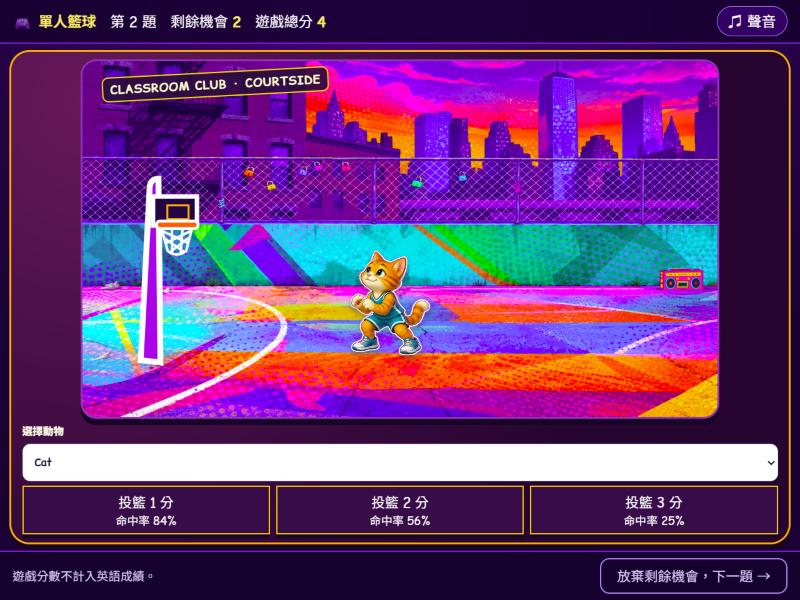 單人籃球 第 2 題 剩餘機會 2 遊戲總分 4
聲音
CLASSROOM CLUB · COURTSIDE
選擇動物
Cat
投籃 1 分
命中率 84%
投籃 2 分
命中率 56%
投籃 3 分
命中率 25%
遊戲分數不計入英語成績。
放棄剩餘機會，下一題 →